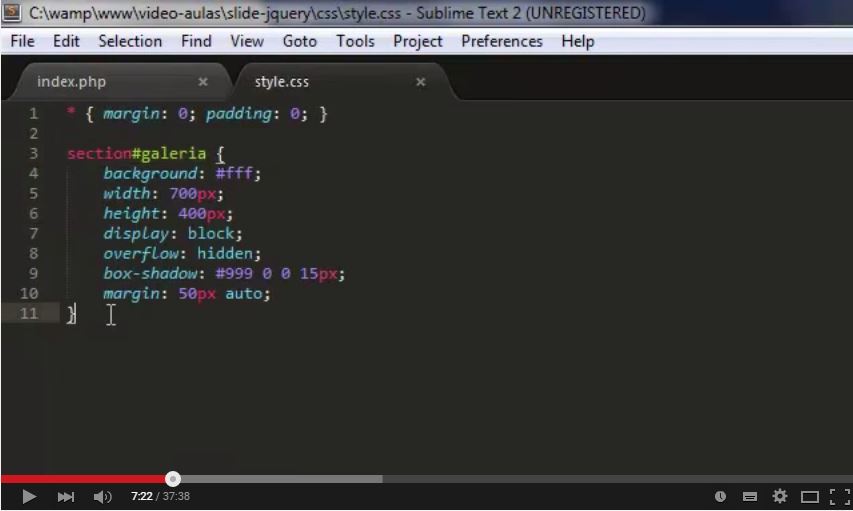 C:\wamp\www\video-aulas\slide-jquery\css\style.css - Sublime Text 2 (UNREGISTERED)
File Edit Selection Find View Goto Tools Project Preferences Help
index.php × style.css ×
1 * { margin: 0; padding: 0; }
2
3 section#galeria {
4 background: #fff;
5 width: 700px;
6 height: 400px;
7 display: block;
8 overflow: hidden;
9 box-shadow: #999 0 0 15px;
10 margin: 50px auto;
11 }
7:22 / 37:38